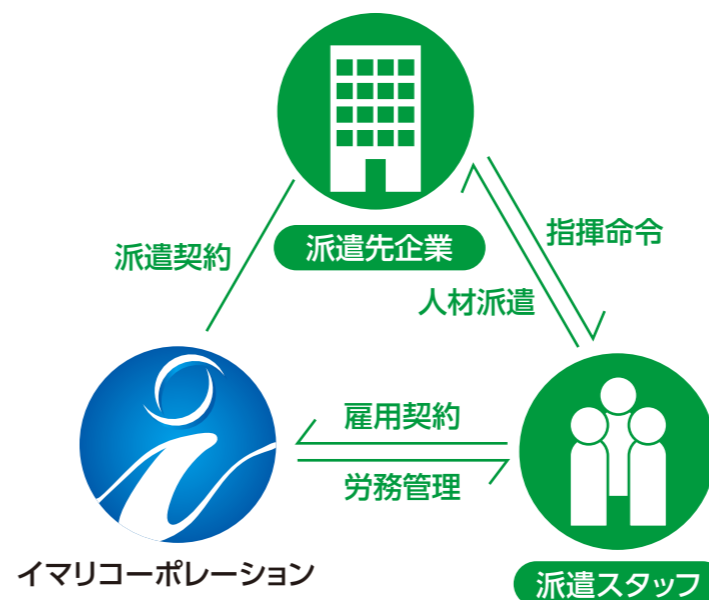 派遣先企業
派遣契約
指揮命令
人材派遣
雇用契約
労務管理
イマリコーポレーション
派遣スタッフ